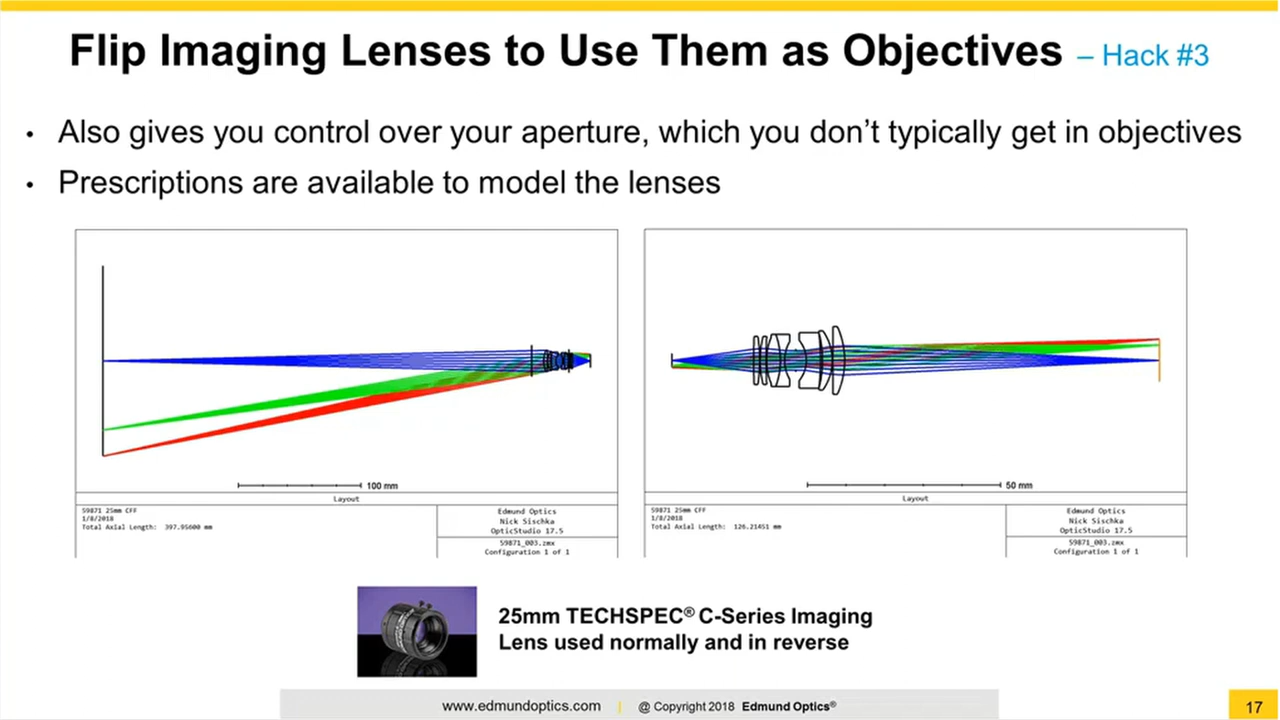 Flip Imaging Lenses to Use Them as Objectives – Hack #3
• Also gives you control over your aperture, which you don’t typically get in objectives
• Prescriptions are available to model the lenses
100 mm
Layout
59871 25mm CFF
1/8/2018
Total Axial Length: 397.95600 mm
Edmund Optics
Nick Sischka
OpticStudio 17.5
59871_003.zmx
Configuration 1 of 1
50 mm
Layout
59871 25mm CFF
1/8/2018
Total Axial Length: 126.21451 mm
Edmund Optics
Nick Sischka
OpticStudio 17.5
59871_003.zmx
Configuration 1 of 1
25mm TECHSPEC® C-Series Imaging
Lens used normally and in reverse
www.edmundoptics.com | @ Copyright 2018 Edmund Optics®
17